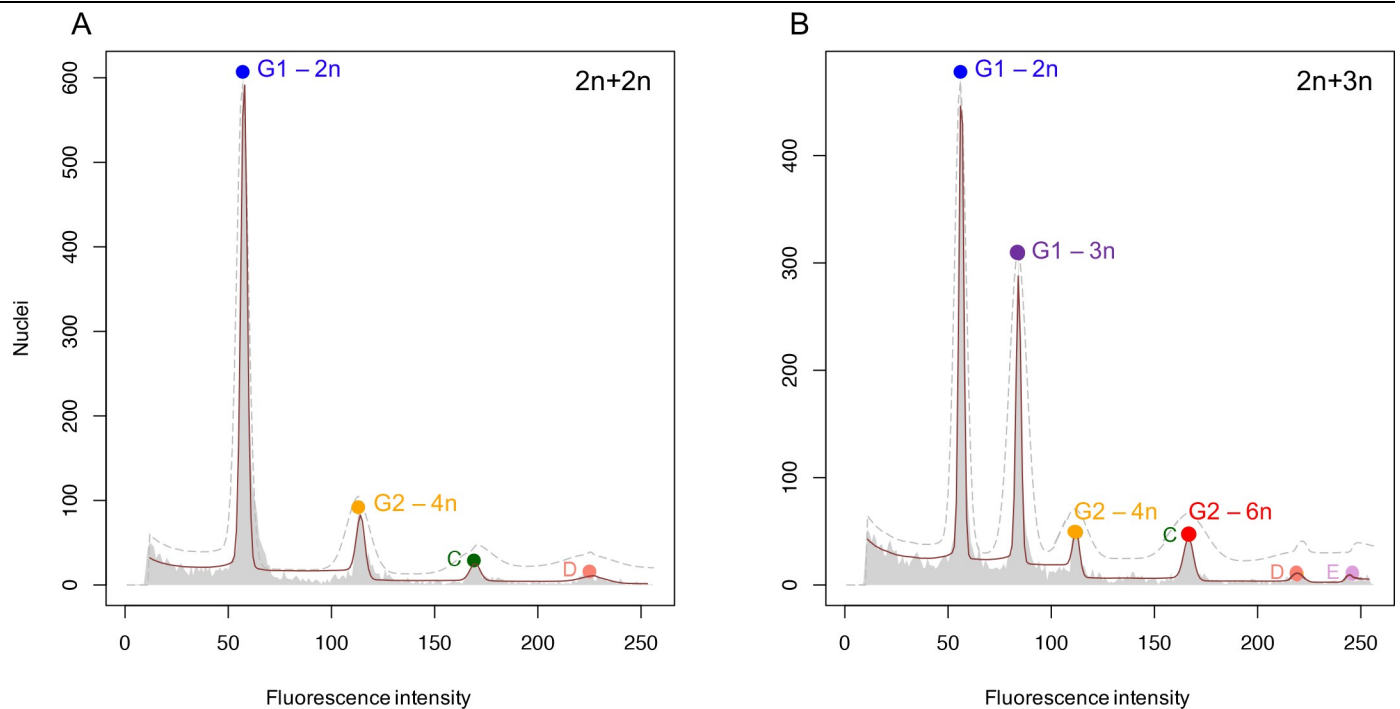 A
B
G1 – 2n
2n+2n
G1 – 2n
2n+3n
600
500
400
300
200
100
0
400
300
200
100
0
Nuclei
G1 – 3n
G2 – 4n
C
D
G2 – 4n
C
G2 – 6n
D
E
0 50 100 150 200 250
0 50 100 150 200 250
Fluorescence intensity
Fluorescence intensity